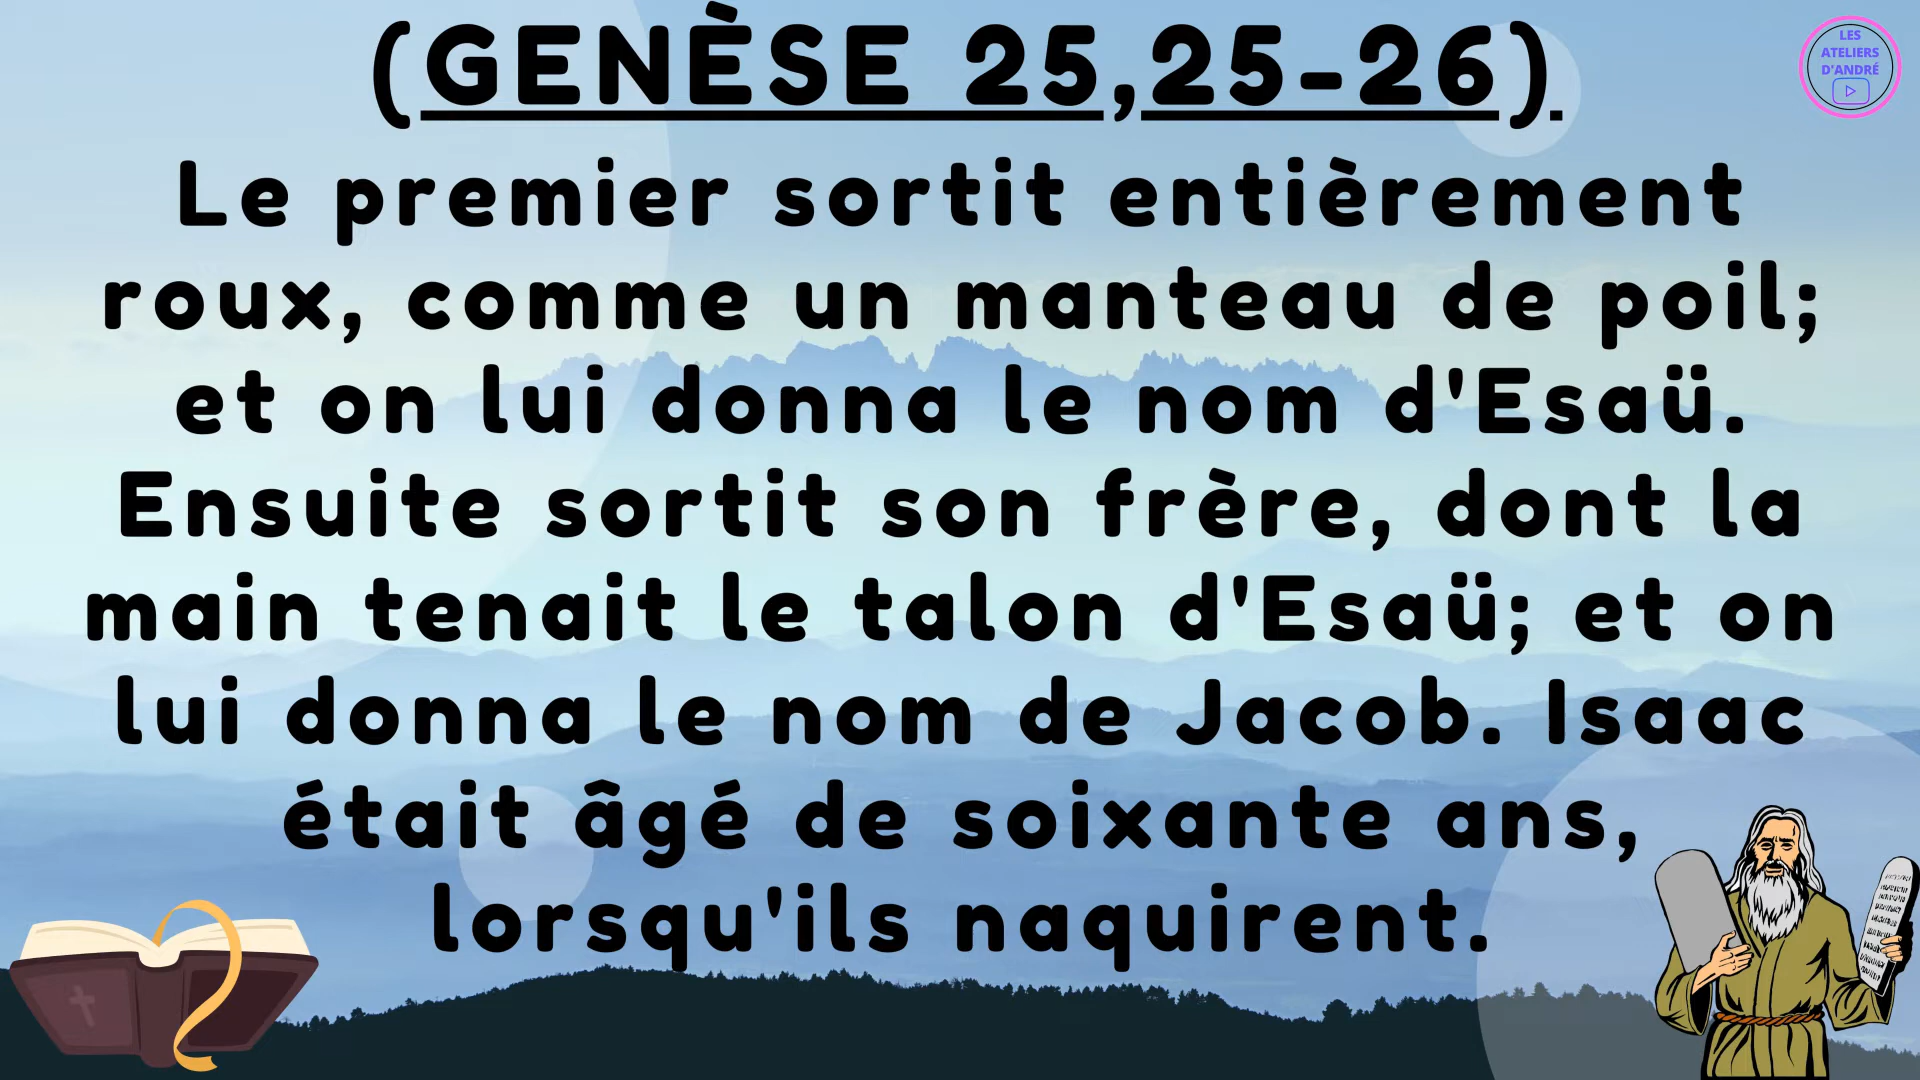 (GENÈSE 25,25-26).
LES
ATELIERS
D'ANDRÉ
Le premier sortit entièrement
roux, comme un manteau de poil;
et on lui donna le nom d'Esaü.
Ensuite sortit son frère, dont la
main tenait le talon d'Esaü; et on
lui donna le nom de Jacob. Isaac
était âgé de soixante ans,
lorsqu'ils naquirent.